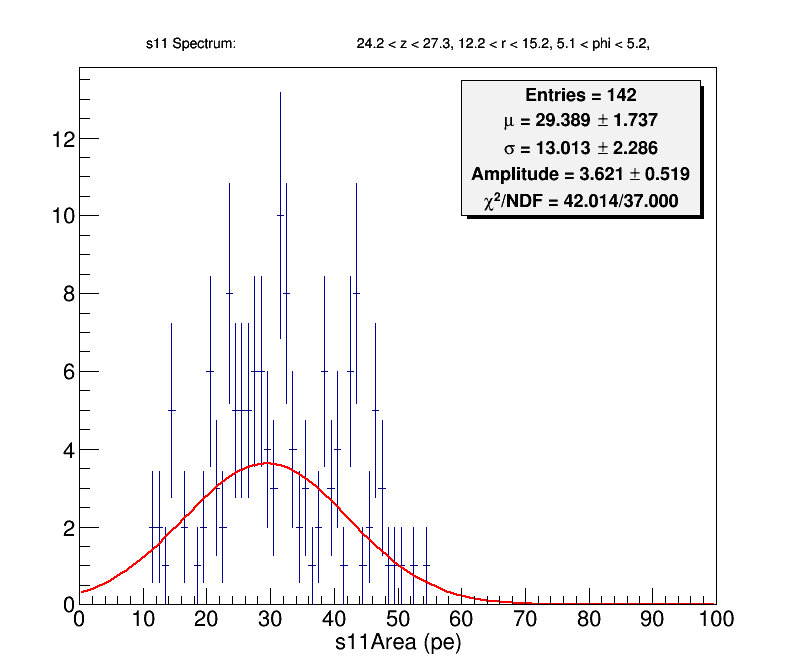 s11 Spectrum: 24.2 < z < 27.3, 12.2 < r < 15.2, 5.1 < phi < 5.2,
Entries = 142
μ = 29.389 ± 1.737
σ = 13.013 ± 2.286
Amplitude = 3.621 ± 0.519
χ²/NDF = 42.014/37.000
12
10
8
6
4
2
0
0 10 20 30 40 50 60 70 80 90 100
s11Area (pe)